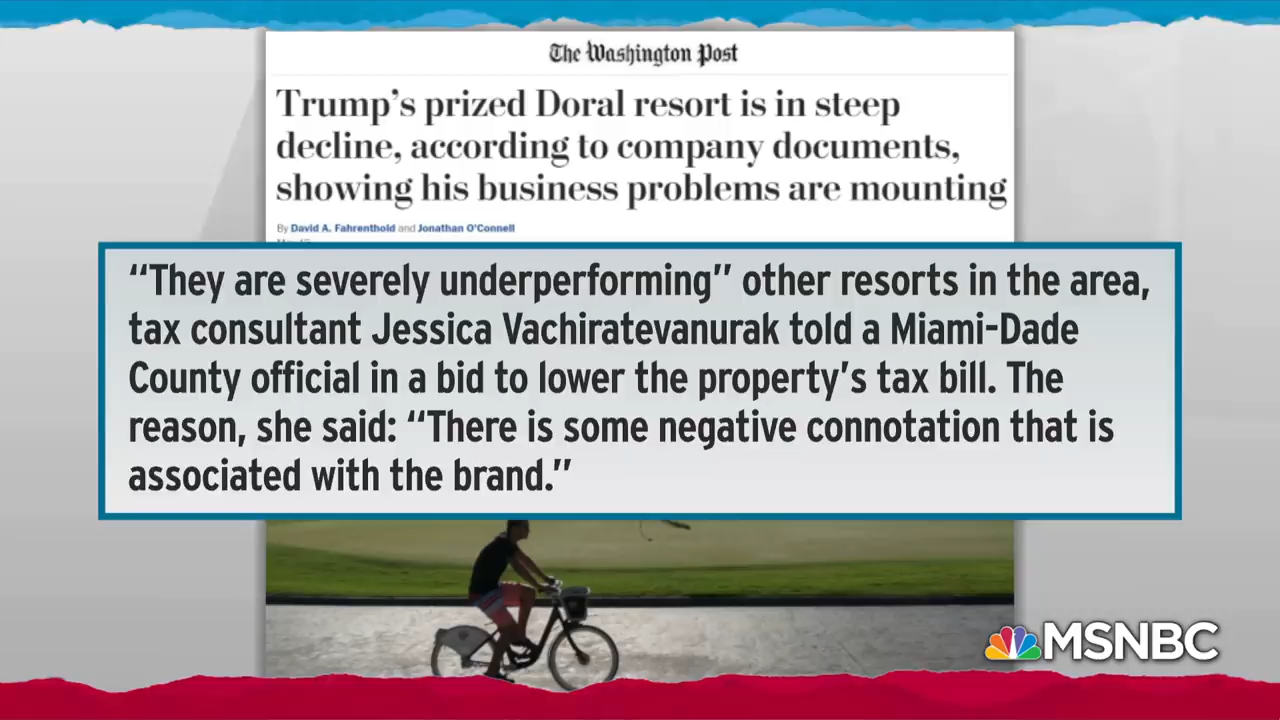 The Washington Post
Trump’s prized Doral resort is in steep
decline, according to company documents,
showing his business problems are mounting
By David A. Fahrenthold and Jonathan O’Connell
“They are severely underperforming” other resorts in the area,
tax consultant Jessica Vachiratevanurak told a Miami-Dade
County official in a bid to lower the property’s tax bill. The
reason, she said: “There is some negative connotation that is
associated with the brand.”
MSNBC